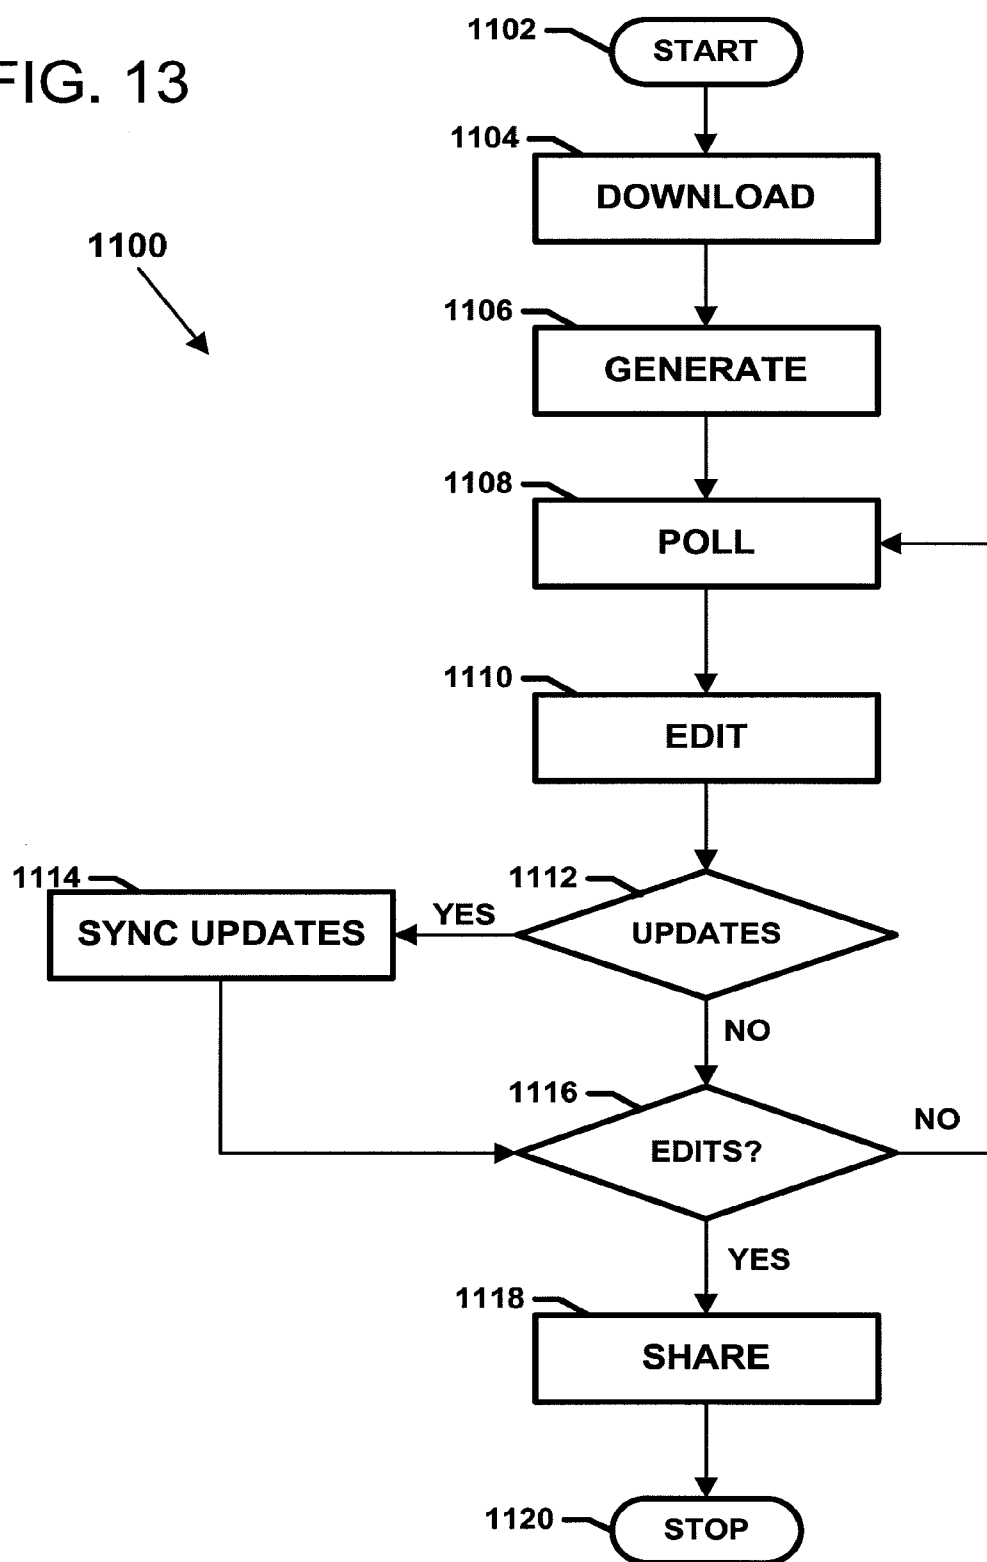 1102
START
FIG. 13
1104
DOWNLOAD
1100
1106
GENERATE
1108
POLL
1110
EDIT
1114
SYNC UPDATES
YES
1112
UPDATES
NO
1116
EDITS?
NO
YES
1118
SHARE
1120
STOP